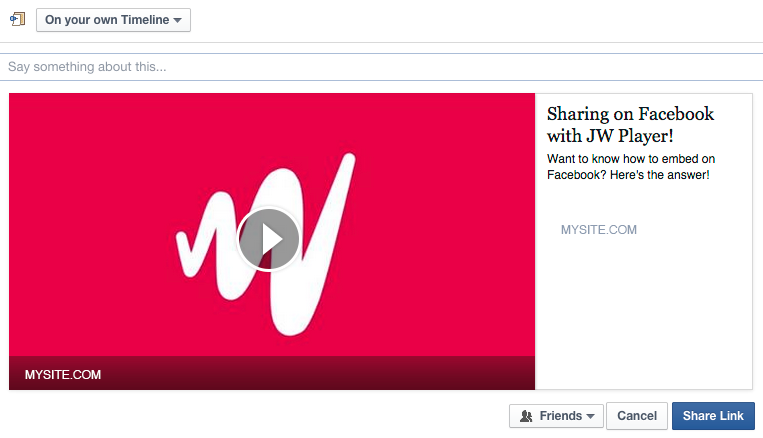 On your own Timeline
Say something about this...
Sharing on Facebook
with JW Player!
Want to know how to embed on
Facebook? Here's the answer!
MYSITE.COM
MYSITE.COM
Friends
Cancel
Share Link